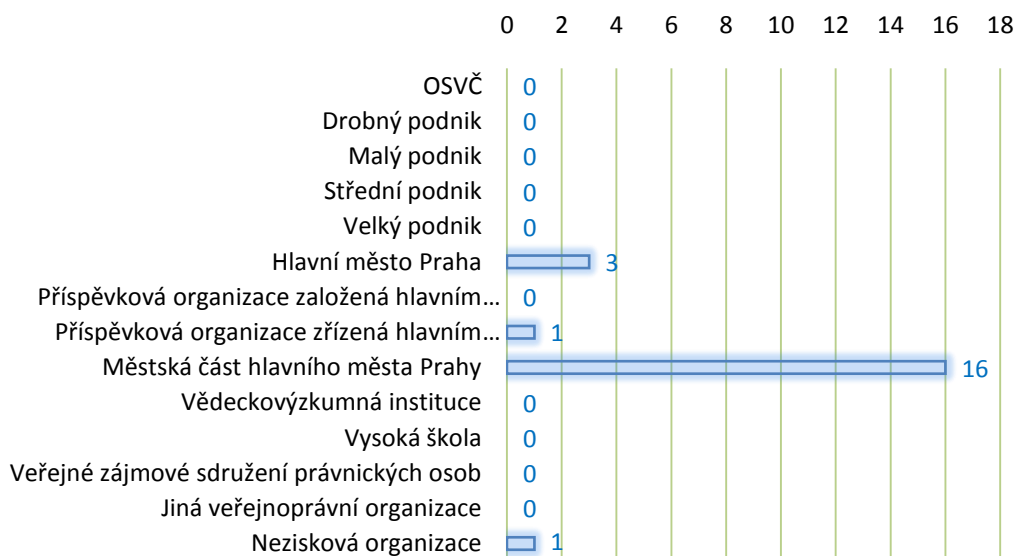 0 2 4 6 8 10 12 14 16 18
OSVČ 0
Drobný podnik 0
Malý podnik 0
Střední podnik 0
Velký podnik 0
Hlavní město Praha 3
Příspěvková organizace založená hlavním… 0
Příspěvková organizace zřízená hlavním… 1
Městská část hlavního města Prahy 16
Vědeckovýzkumná instituce 0
Vysoká škola 0
Veřejné zájmové sdružení právnických osob 0
Jiná veřejnoprávní organizace 0
Nezisková organizace 1